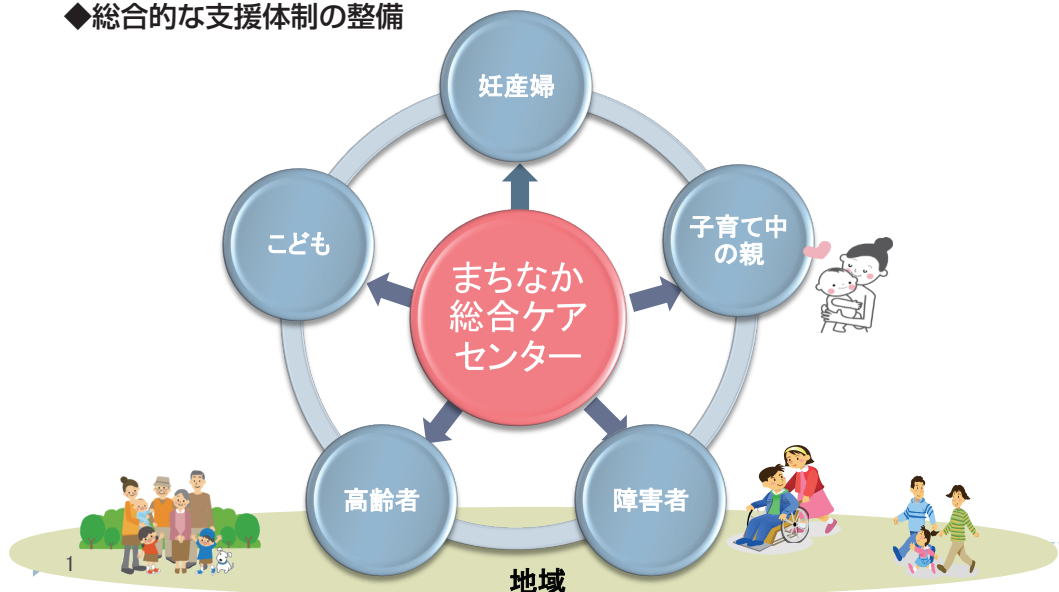 ◆総合的な支援体制の整備
妊産婦
こども
子育て中
の親
まちなか
総合ケア
センター
高齢者
障害者
1
地域